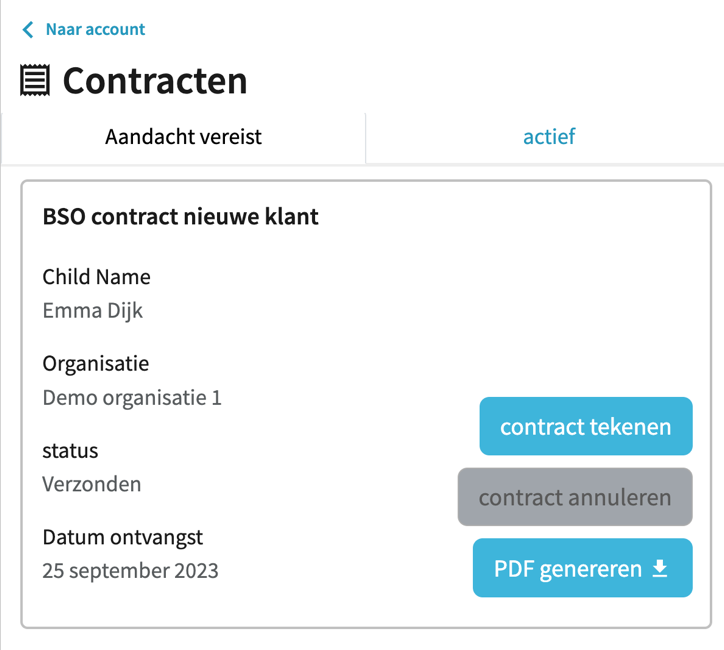 Naar account
Contracten
Aandacht vereist
actief
BSO contract nieuwe klant
Child Name
Emma Dijk
Organisatie
Demo organisatie 1
status
Verzonden
Datum ontvangst
25 september 2023
contract tekenen
contract annuleren
PDF genereren